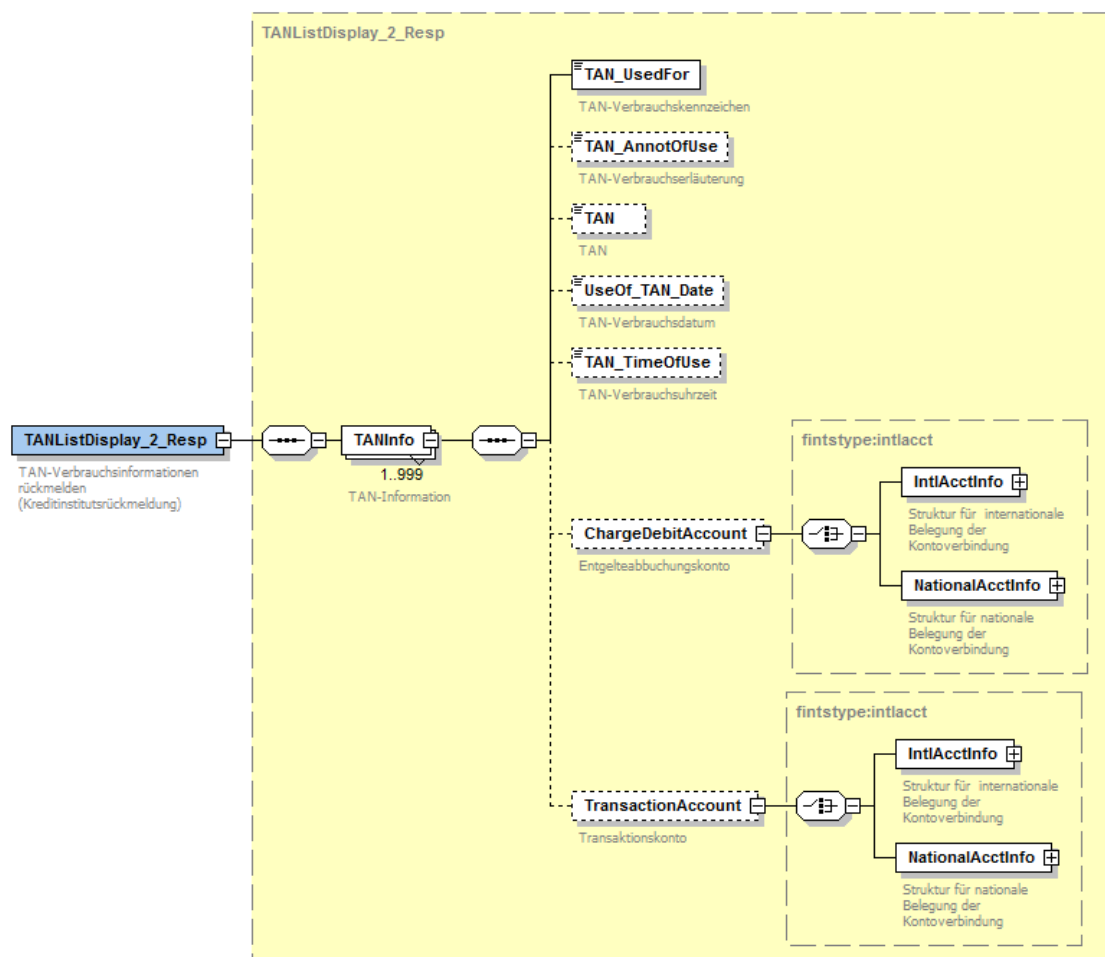 TANListDisplay_2_Resp
TAN_UsedFor
TAN-Verbrauchskennzeichen
TAN_AnnotOfUse
TAN-Verbrauchserläuterung
TAN
TAN
UseOf_TAN_Date
TAN-Verbrauchsdatum
TAN_TimeOfUse
TAN-Verbrauchsuhrzeit
TANListDisplay_2_Resp
TAN-Verbrauchsinformationen
rückmelden
(Kreditinstitutsrückmeldung)
TANInfo
1..999
TAN-Information
ChargeDebitAccount
Entgelteabbuchungskonto
fintstype:intlacct
IntlAcctInfo
Struktur für internationale
Belegung der
Kontoverbindung
NationalAcctInfo
Struktur für nationale
Belegung der
Kontoverbindung
TransactionAccount
Transaktionskonto
fintstype:intlacct
IntlAcctInfo
Struktur für internationale
Belegung der
Kontoverbindung
NationalAcctInfo
Struktur für nationale
Belegung der
Kontoverbindung